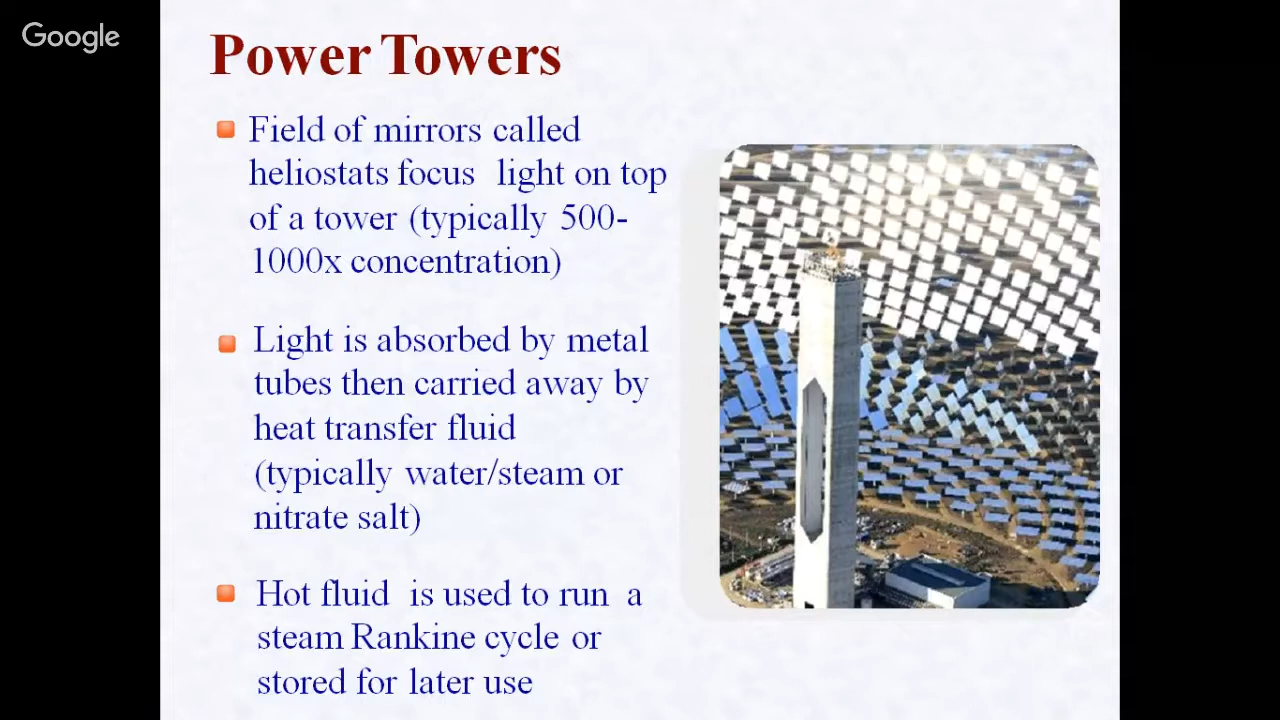 Google
Power Towers
Field of mirrors called
heliostats focus light on top
of a tower (typically 500-
1000x concentration)
Light is absorbed by metal
tubes then carried away by
heat transfer fluid
(typically water/steam or
nitrate salt)
Hot fluid is used to run a
steam Rankine cycle or
stored for later use